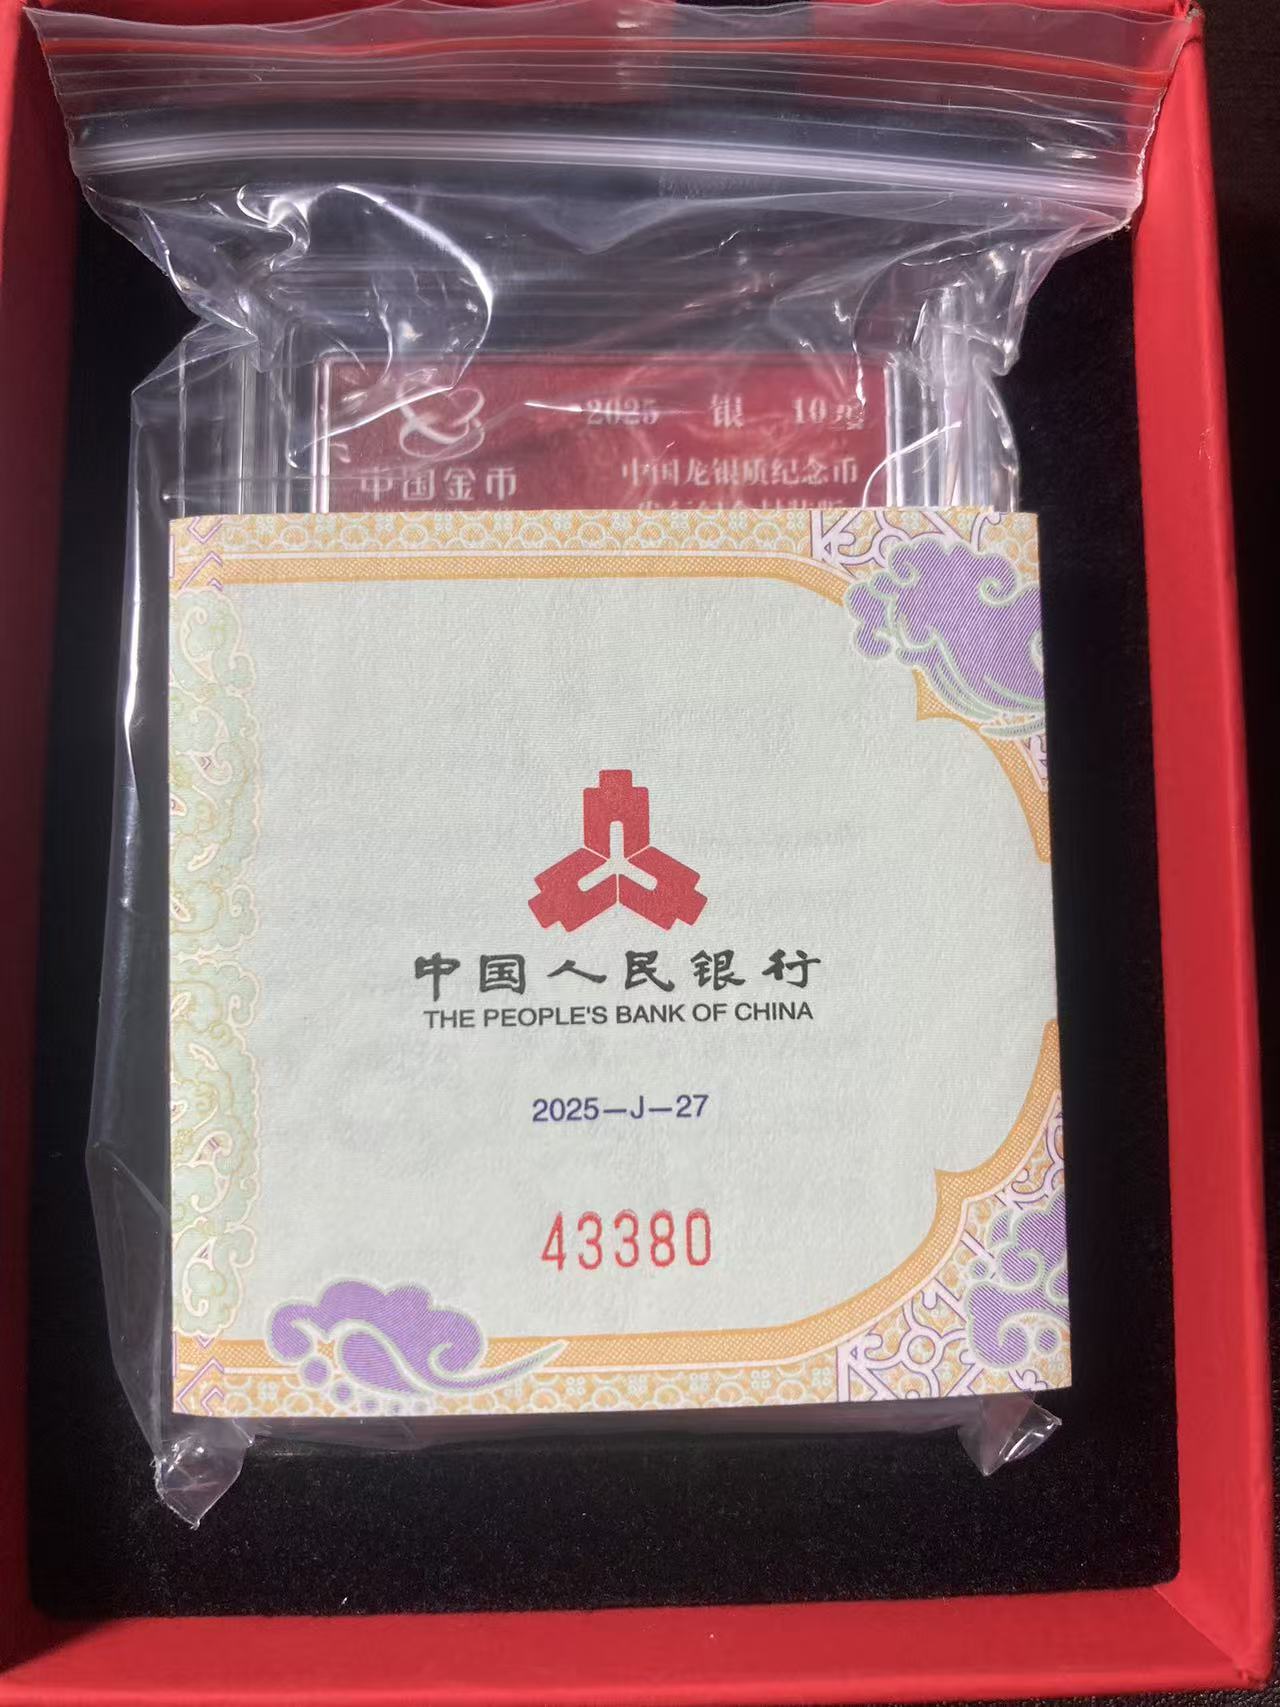 2025 银 10元
中国金币
中国龙银质纪念币
中国人民银行
THE PEOPLE'S BANK OF CHINA
2025—J—27
43380